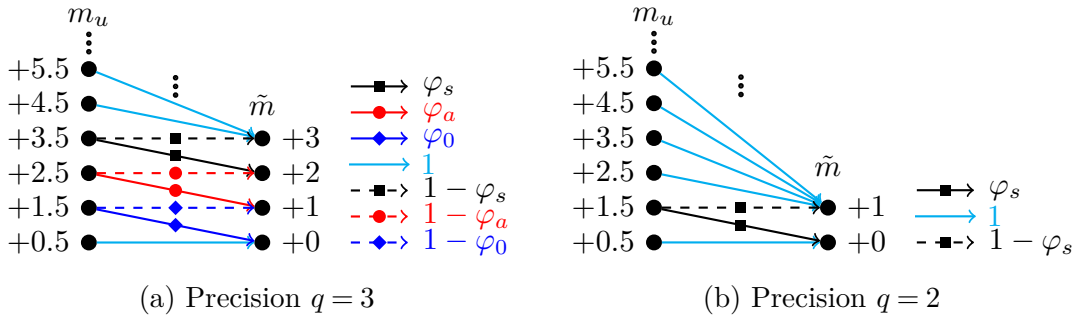 m_u
+5.5
+4.5
+3.5
+2.5
+1.5
+0.5
m̃
+3
+2
+1
+0
φ_s
φ_a
φ_0
1
1 − φ_s
1 − φ_a
1 − φ_0
(a) Precision q = 3
m_u
+5.5
+4.5
+3.5
+2.5
+1.5
+0.5
m̃
+1
+0
φ_s
1
1 − φ_s
(b) Precision q = 2